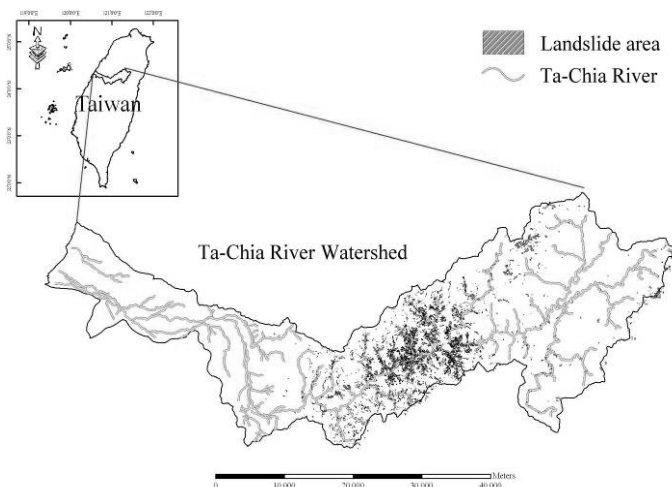 N
Taiwan
Landslide area
Ta-Chia River
Ta-Chia River Watershed
Meters
0 10,000 20,000 30,000 40,000